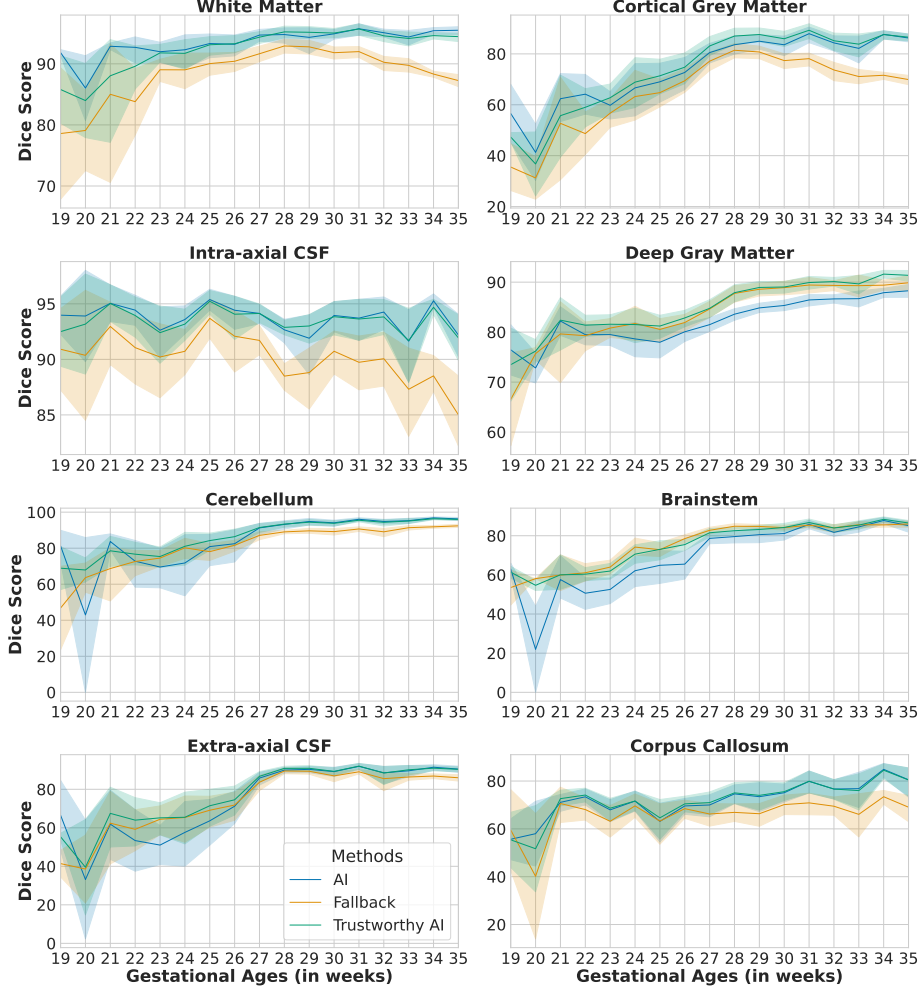 White Matter
Cortical Grey Matter
Dice Score
90
80
70
19 20 21 22 23 24 25 26 27 28 29 30 31 32 33 34 35
80
60
40
20
19 20 21 22 23 24 25 26 27 28 29 30 31 32 33 34 35
Intra-axial CSF
Deep Gray Matter
Dice Score
95
90
85
19 20 21 22 23 24 25 26 27 28 29 30 31 32 33 34 35
90
80
70
60
19 20 21 22 23 24 25 26 27 28 29 30 31 32 33 34 35
Cerebellum
Brainstem
Dice Score
100
80
60
40
20
0
19 20 21 22 23 24 25 26 27 28 29 30 31 32 33 34 35
80
60
40
20
0
19 20 21 22 23 24 25 26 27 28 29 30 31 32 33 34 35
Extra-axial CSF
Corpus Callosum
Dice Score
80
60
40
20
0
Methods
AI
Fallback
Trustworthy AI
19 20 21 22 23 24 25 26 27 28 29 30 31 32 33 34 35
Gestational Ages (in weeks)
80
60
40
20
19 20 21 22 23 24 25 26 27 28 29 30 31 32 33 34 35
Gestational Ages (in weeks)